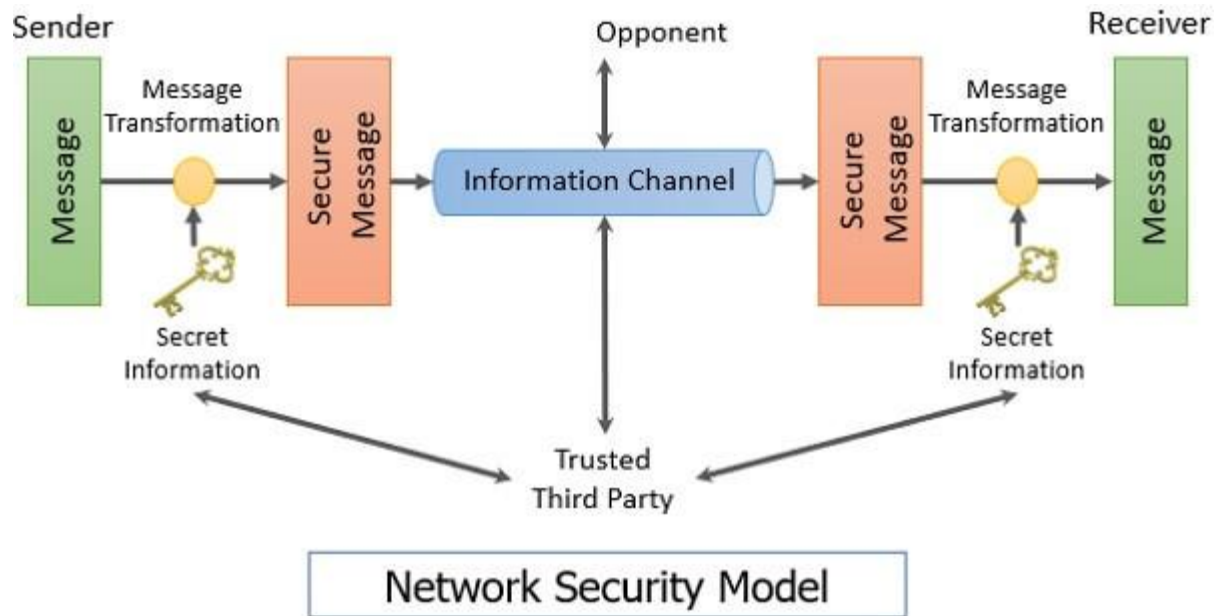 Sender
Opponent
Receiver
Message
Message
Transformation
Secure
Message
Information Channel
Secure
Message
Message
Transformation
Message
Secret
Information
Secret
Information
Trusted
Third Party
Network Security Model